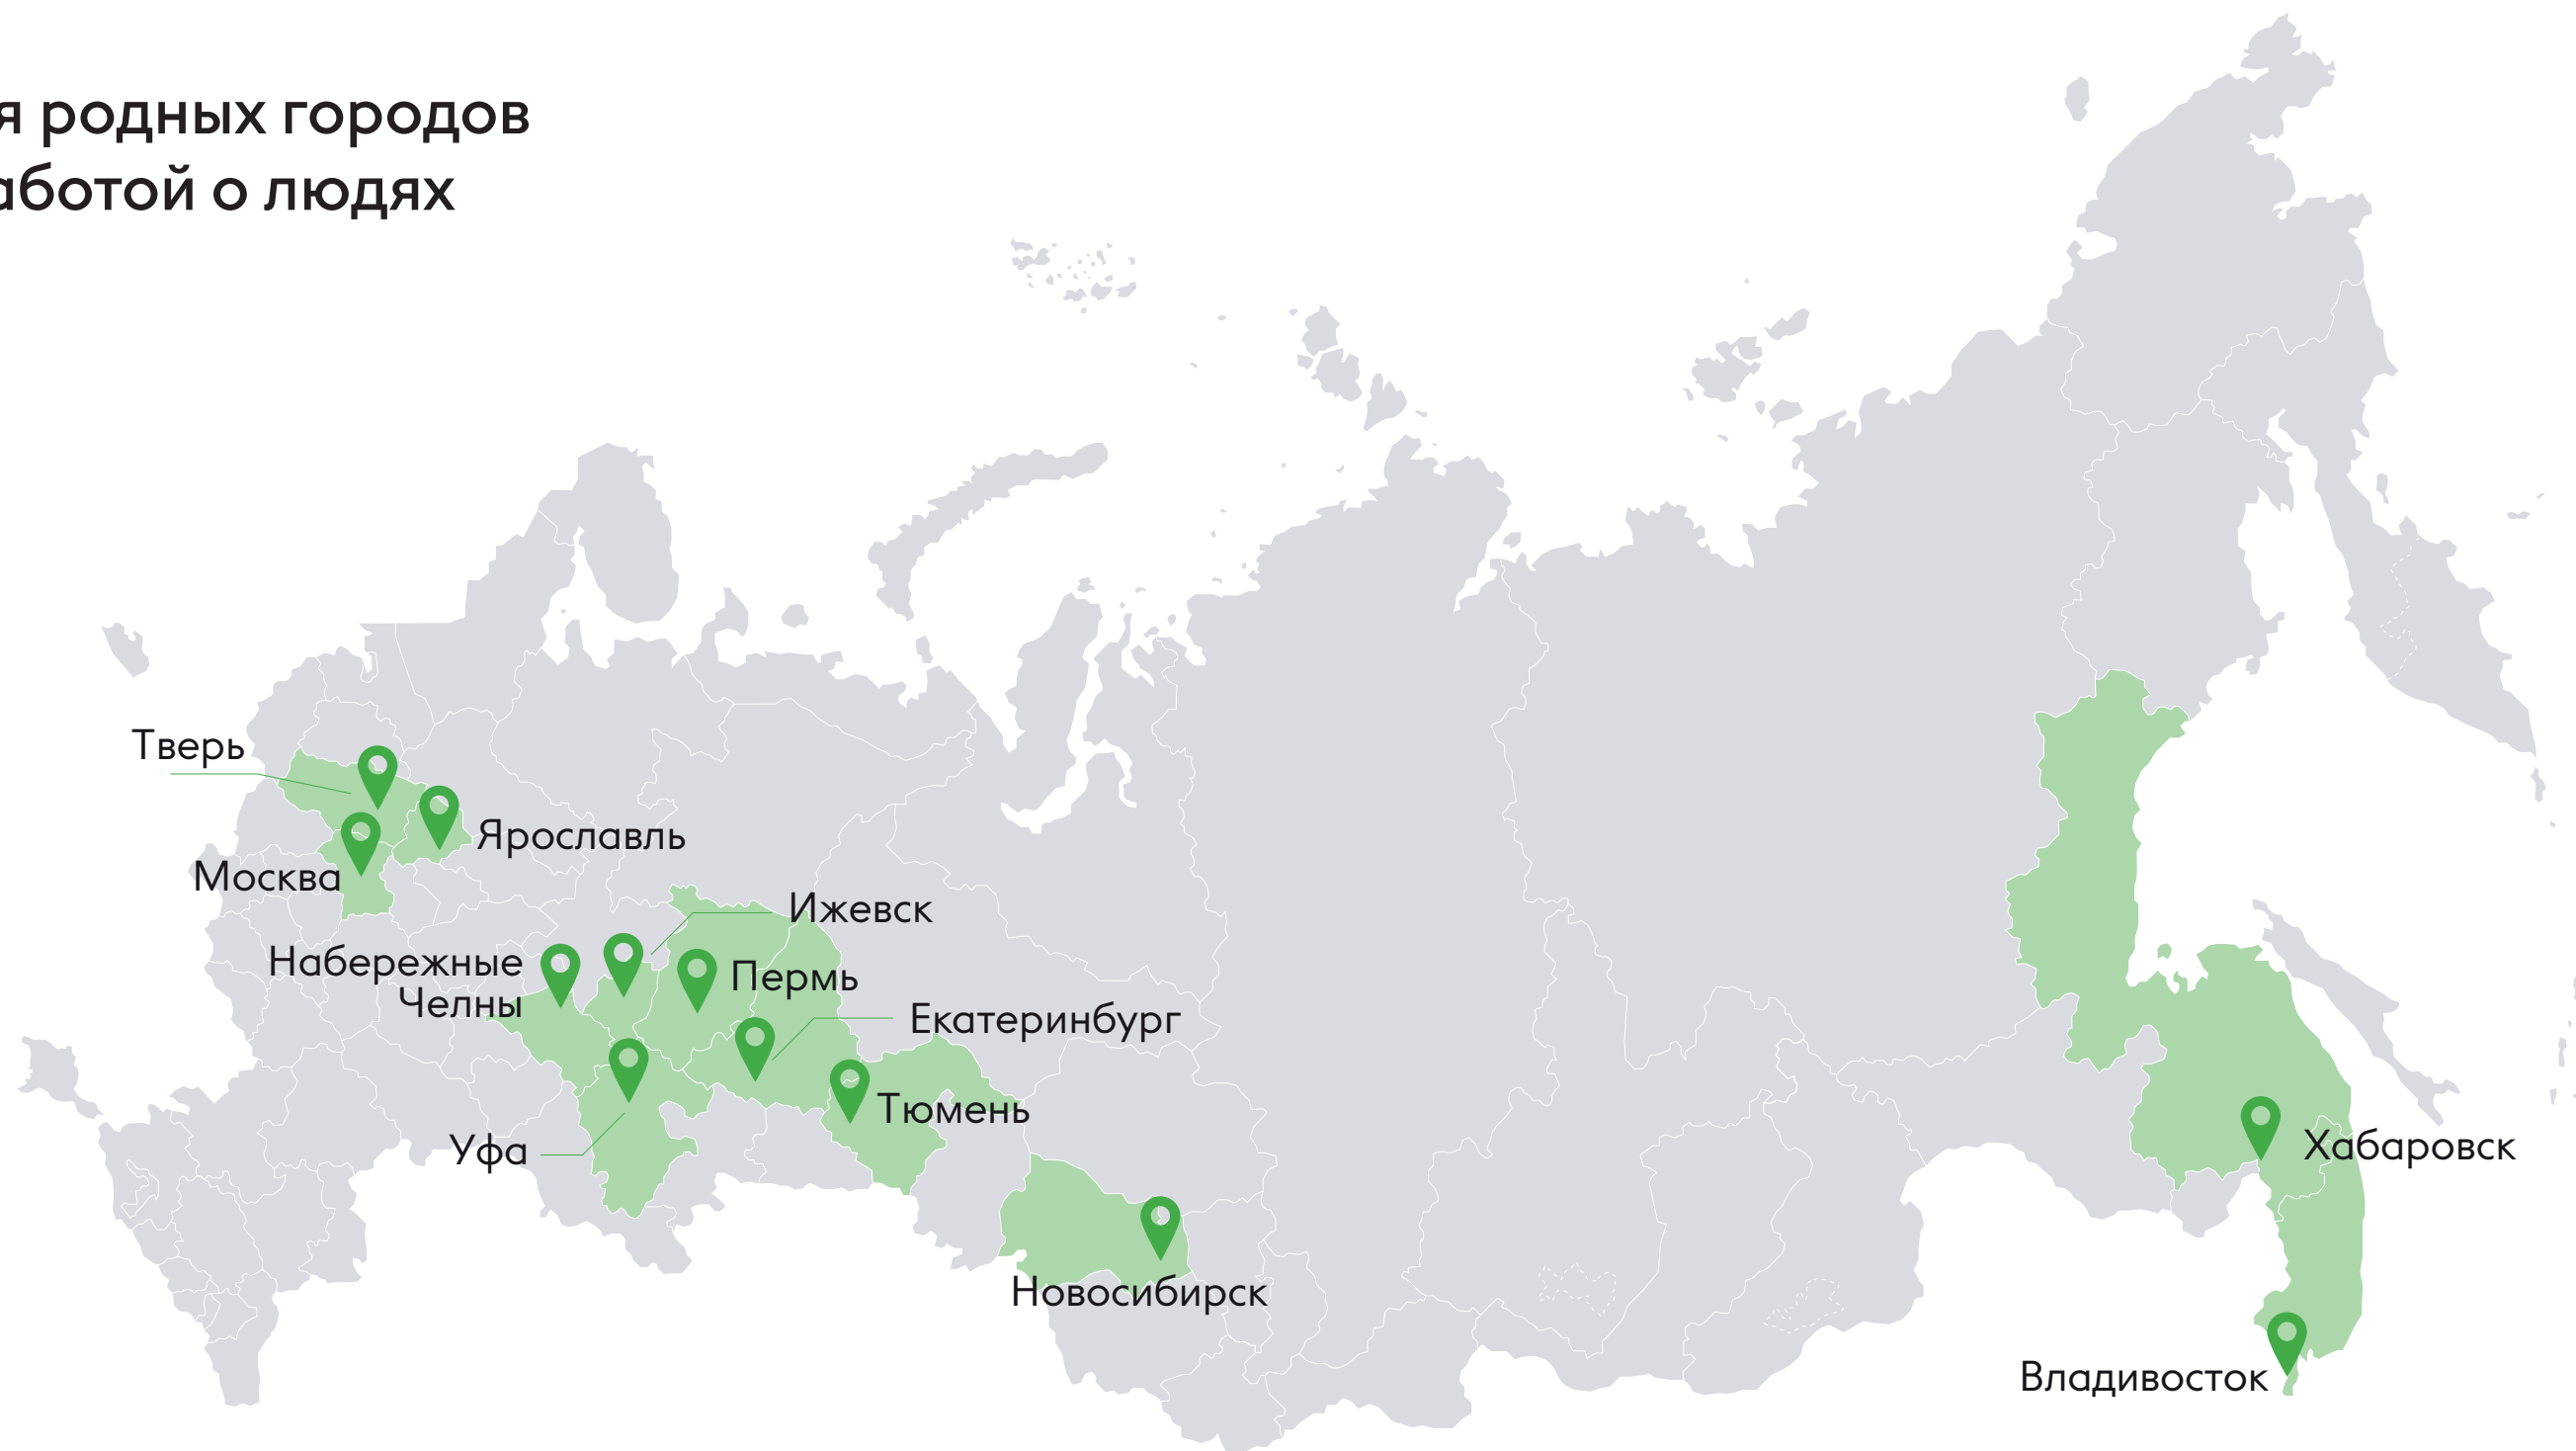 я родных городов
аботой о людях
Тверь
Ярославль
Москва
Ижевск
Набережные
Челны
Пермь
Екатеринбург
Тюмень
Уфа
Новосибирск
Хабаровск
Владивосток